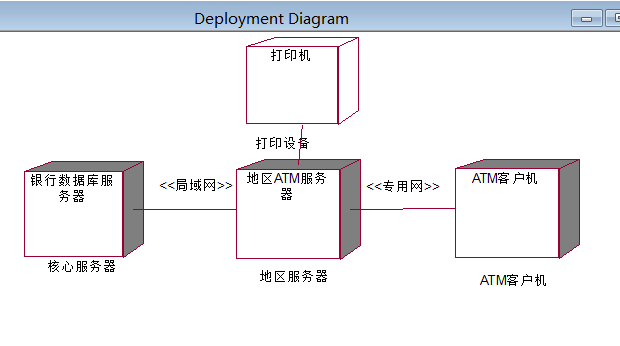 Deployment Diagram
打印机
打印设备
银行数据库服
务器
<<局域网>>
地区ATM服务
器
<<专用网>>
ATM客户机
核心服务器
地区服务器
ATM客户机